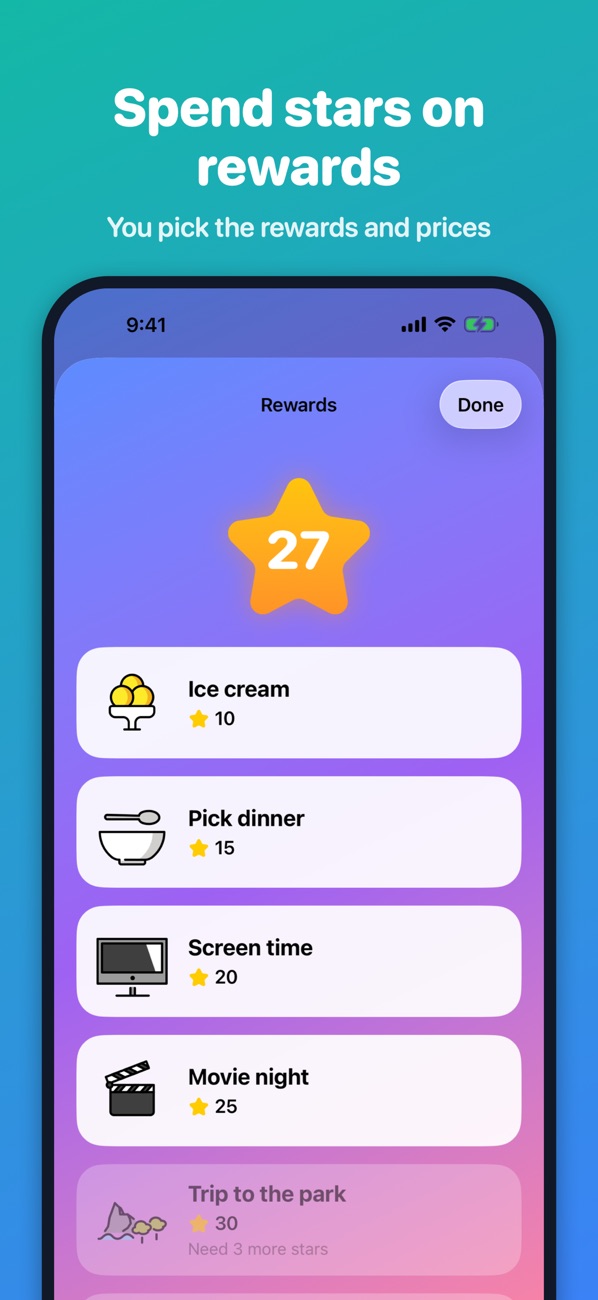 Spend stars on
rewards
You pick the rewards and prices
9:41
Rewards
Done
27
Ice cream
10
Pick dinner
15
Screen time
20
Movie night
25
Trip to the park
30
Need 3 more stars